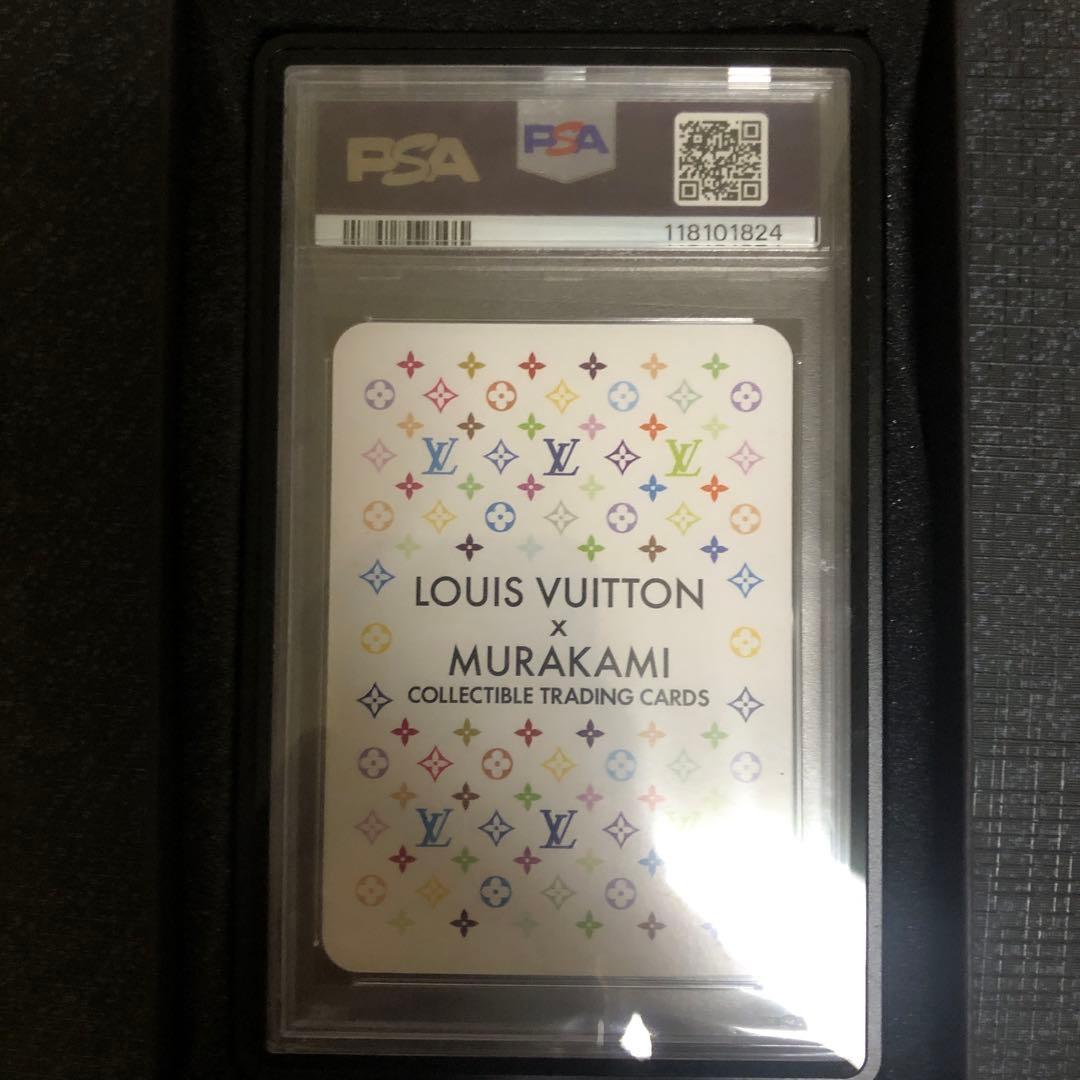 PSA PSA
118101824
LOUIS VUITTON
x
MURAKAMI
COLLECTIBLE TRADING CARDS